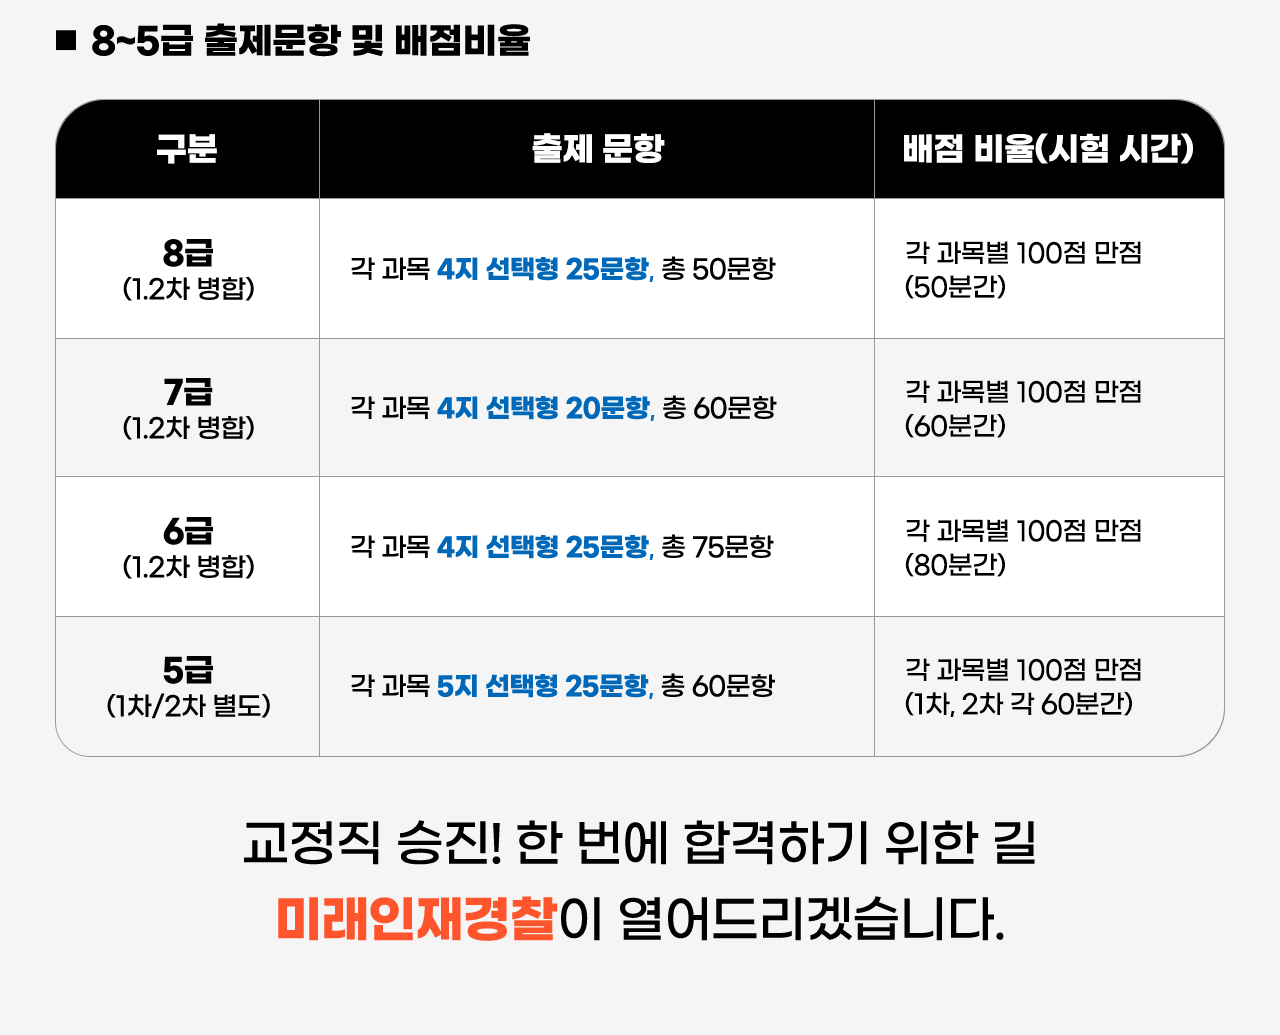 ■ 8~5급 출제문항 및 배점비율
구분
출제 문항
배점 비율(시험 시간)
8급
(1.2차 병합)
각 과목 4지 선택형 25문항, 총 50문항
각 과목별 100점 만점
(50분간)
7급
(1.2차 병합)
각 과목 4지 선택형 20문항, 총 60문항
각 과목별 100점 만점
(60분간)
6급
(1.2차 병합)
각 과목 4지 선택형 25문항, 총 75문항
각 과목별 100점 만점
(80분간)
5급
(1차/2차 별도)
각 과목 5지 선택형 25문항, 총 60문항
각 과목별 100점 만점
(1차, 2차 각 60분간)
교정직 승진! 한 번에 합격하기 위한 길
미래인재경찰이 열어드리겠습니다.